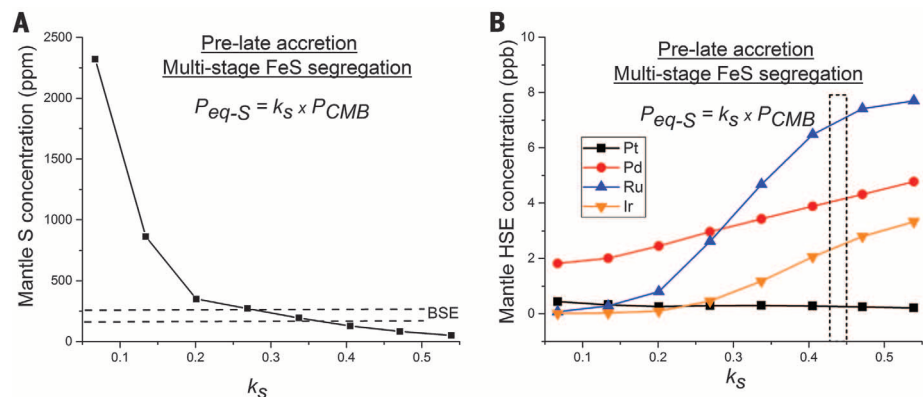 A
Pre-late accretion
Multi-stage FeS segregation
P_eq-S = k_s x P_CMB
BSE
Mantle S concentration (ppm)
2500
2000
1500
1000
500
0
0.1 0.2 0.3 0.4 0.5
k_s
B
Pre-late accretion
Multi-stage FeS segregation
P_eq-S = k_s x P_CMB
Pt
Pd
Ru
Ir
Mantle HSE concentration (ppb)
10
8
6
4
2
0
0.1 0.2 0.3 0.4 0.5
k_s